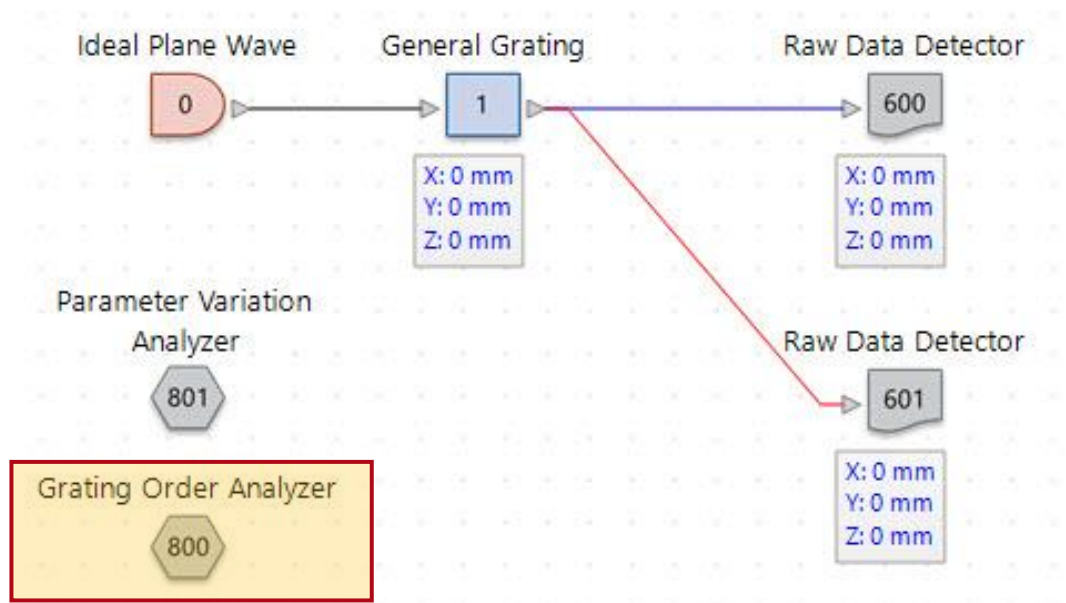 Ideal Plane Wave
General Grating
Raw Data Detector
0
1
600
X: 0 mm
Y: 0 mm
Z: 0 mm
X: 0 mm
Y: 0 mm
Z: 0 mm
Parameter Variation
Analyzer
801
Raw Data Detector
601
X: 0 mm
Y: 0 mm
Z: 0 mm
Grating Order Analyzer
800